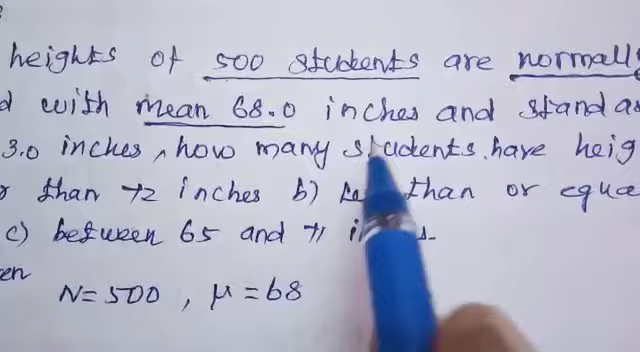 heights of 500 students are normall
d with mean 68.0 inches and standa
3.0 inches, how many students have heig
than 72 inches b) than or equa
c) between 65 and 71
en
N=500, μ=68